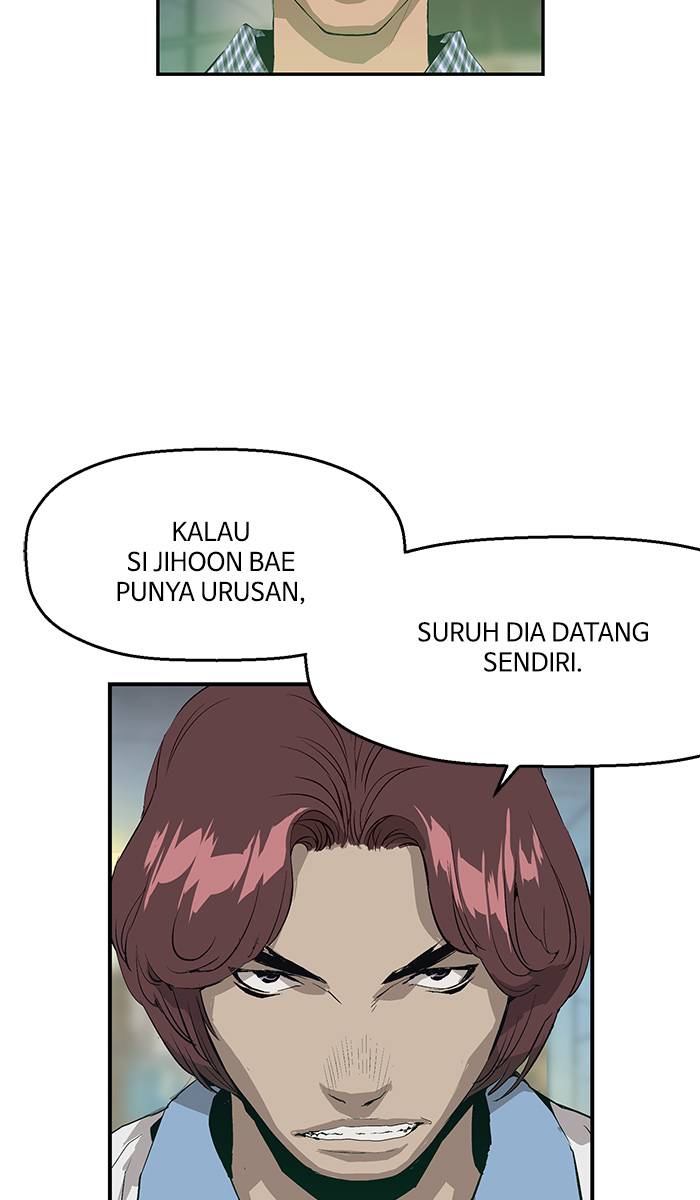 KALAU
SI JIHOON BAE
PUNYA URUSAN,
SURUH DIA DATANG
SENDIRI.